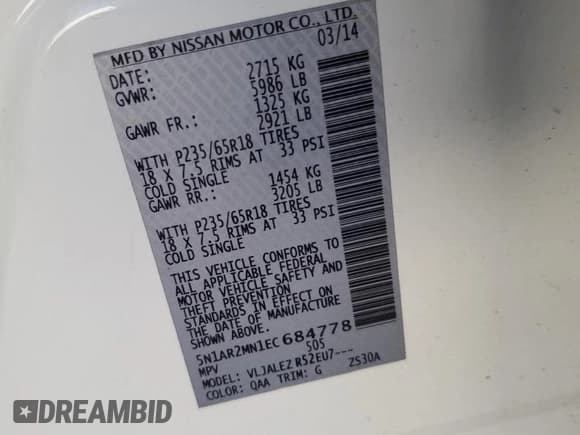 MFD BY NISSAN MOTOR CO., LTD.
DATE: 03/14
GVWR: 2715 KG
5986 LB
GAWR FR.: 1325 KG
2921 LB
WITH P235/65R18 TIRES
18 X 7.5 RIMS AT 33 PSI
COLD SINGLE
GAWR RR.: 1454 KG
3205 LB
WITH P235/65R18 TIRES
18 X 7.5 RIMS AT 33 PSI
COLD SINGLE
THIS VEHICLE CONFORMS TO
ALL APPLICABLE FEDERAL
MOTOR VEHICLE SAFETY AND
THEFT PREVENTION
STANDARDS IN EFFECT ON
THE DATE OF MANUFACTURE
5N1AR2MN1EC684778
MPV 505
MODEL: VLJALEZ R52EU7---
COLOR: QAA TRIM: G ZS30A
DREAMBID